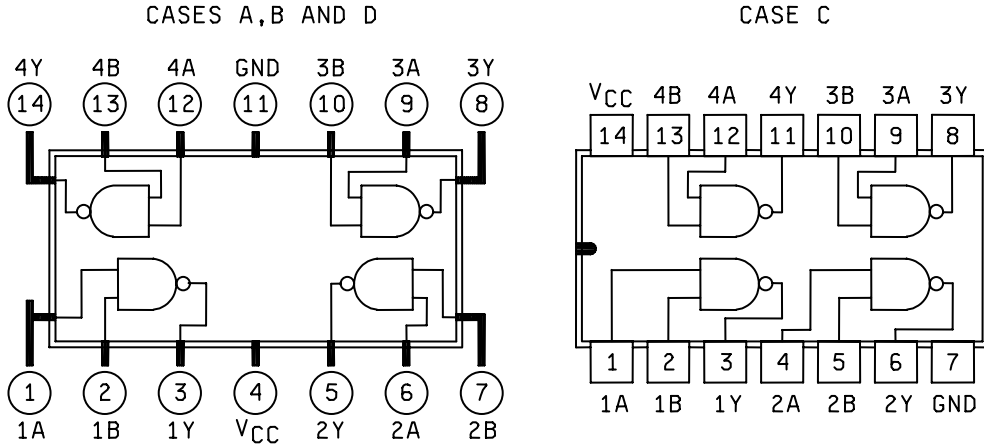 CASES A,B AND D
4Y 4B 4A GND 3B 3A 3Y
14 13 12 11 10 9 8
1 2 3 4 5 6 7
1A 1B 1Y VCC 2Y 2A 2B
CASE C
VCC 4B 4A 4Y 3B 3A 3Y
14 13 12 11 10 9 8
1 2 3 4 5 6 7
1A 1B 1Y 2A 2B 2Y GND